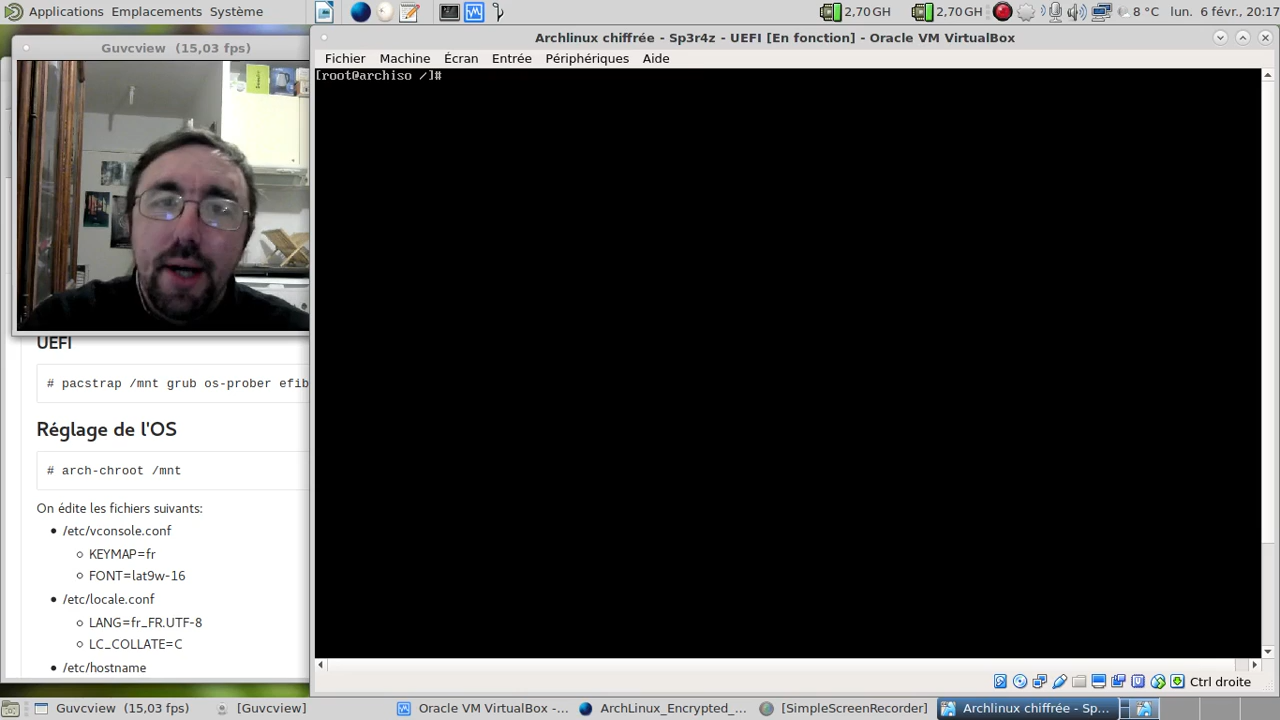 Applications Emplacements Système
2,70 GH
2,70 GH
8 °C
lun. 6 févr., 20:17
Guvcview (15,03 fps)
Archlinux chiffrée - Sp3r4z - UEFI [En fonction] - Oracle VM VirtualBox
Fichier Machine Écran Entrée Périphériques Aide
[root@archiso /]#
UEFI
# pacstrap /mnt grub os-prober efib
Réglage de l'OS
# arch-chroot /mnt
On édite les fichiers suivants:
/etc/vconsole.conf
KEYMAP=fr
FONT=lat9w-16
/etc/locale.conf
LANG=fr_FR.UTF-8
LC_COLLATE=C
/etc/hostname
Ctrl droite
Guvcview (15,03 fps)
[Guvcview]
Oracle VM VirtualBox -...
ArchLinux_Encrypted_...
[SimpleScreenRecorder]
Archlinux chiffrée - Sp...